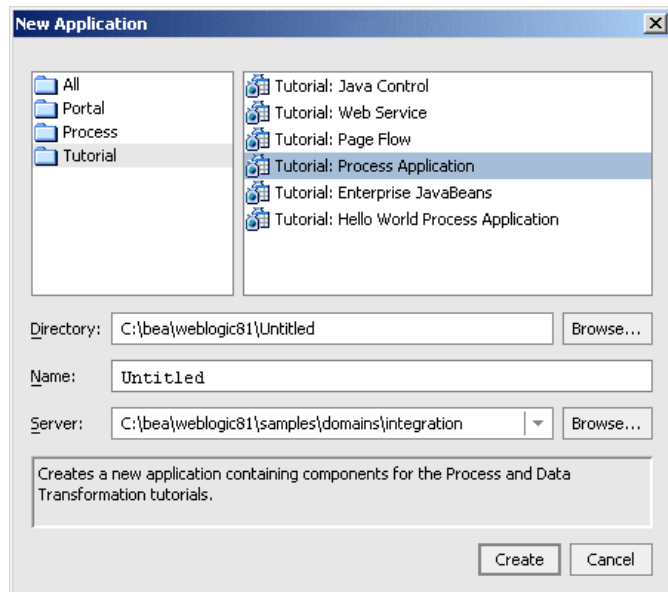 New Application
All
Portal
Process
Tutorial
Tutorial: Java Control
Tutorial: Web Service
Tutorial: Page Flow
Tutorial: Process Application
Tutorial: Enterprise JavaBeans
Tutorial: Hello World Process Application
Directory: C:\bea\weblogic81\Untitled Browse...
Name: Untitled
Server: C:\bea\weblogic81\samples\domains\integration Browse...
Creates a new application containing components for the Process and Data
Transformation tutorials.
Create Cancel